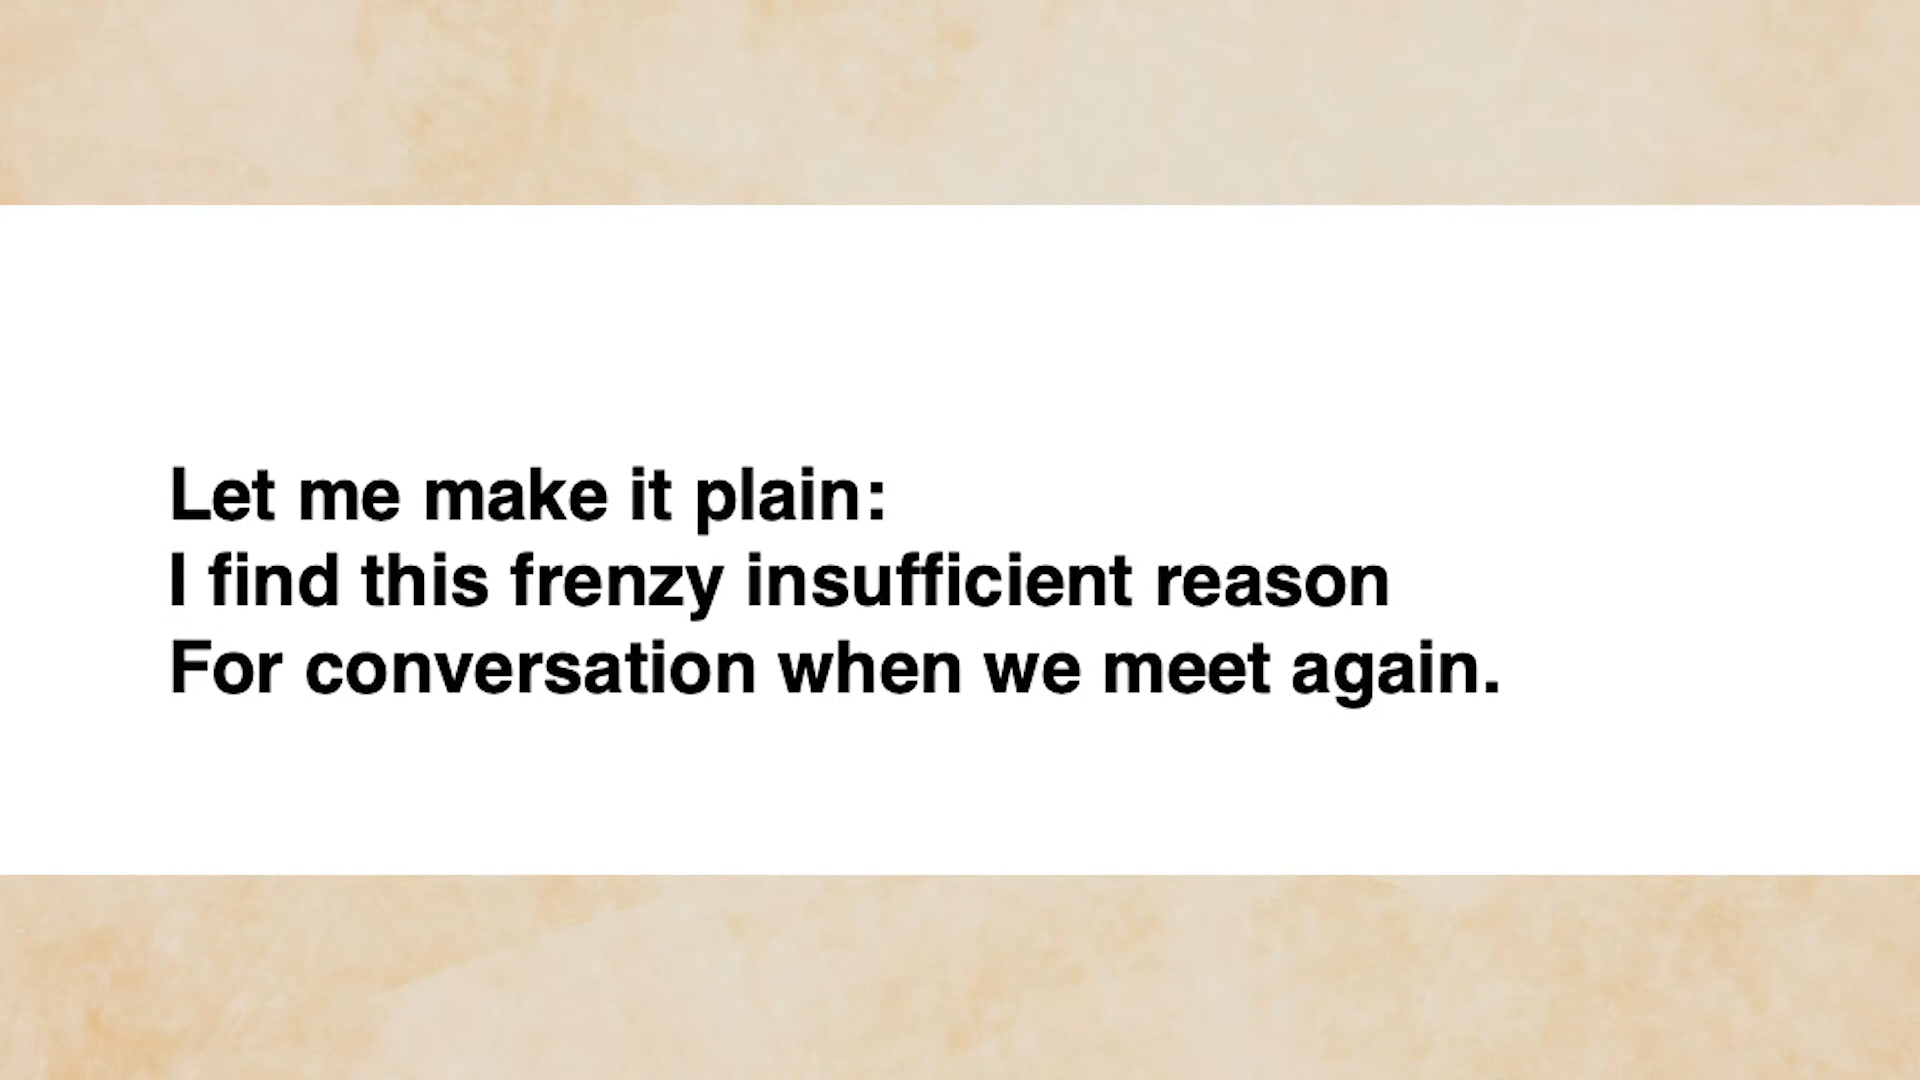 Let me make it plain:
I find this frenzy insufficient reason
For conversation when we meet again.